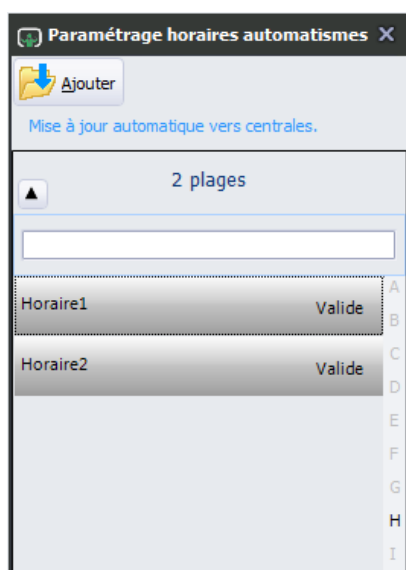 Paramétrage horaires automatismes X
Ajouter
Mise à jour automatique vers centrales.
▲ 2 plages
Horaire1 Valide
Horaire2 Valide
A
B
C
D
E
F
G
H
I